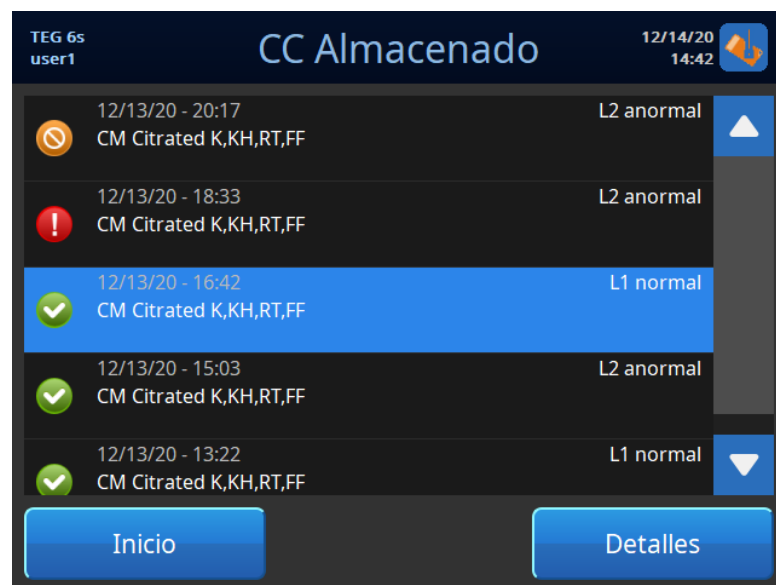 TEG 6s
user1
CC Almacenado
12/14/20
14:42
12/13/20 - 20:17
L2 anormal
CM Citrated K,KH,RT,FF
12/13/20 - 18:33
L2 anormal
CM Citrated K,KH,RT,FF
12/13/20 - 16:42
L1 normal
CM Citrated K,KH,RT,FF
12/13/20 - 15:03
L2 anormal
CM Citrated K,KH,RT,FF
12/13/20 - 13:22
L1 normal
CM Citrated K,KH,RT,FF
Inicio
Detalles